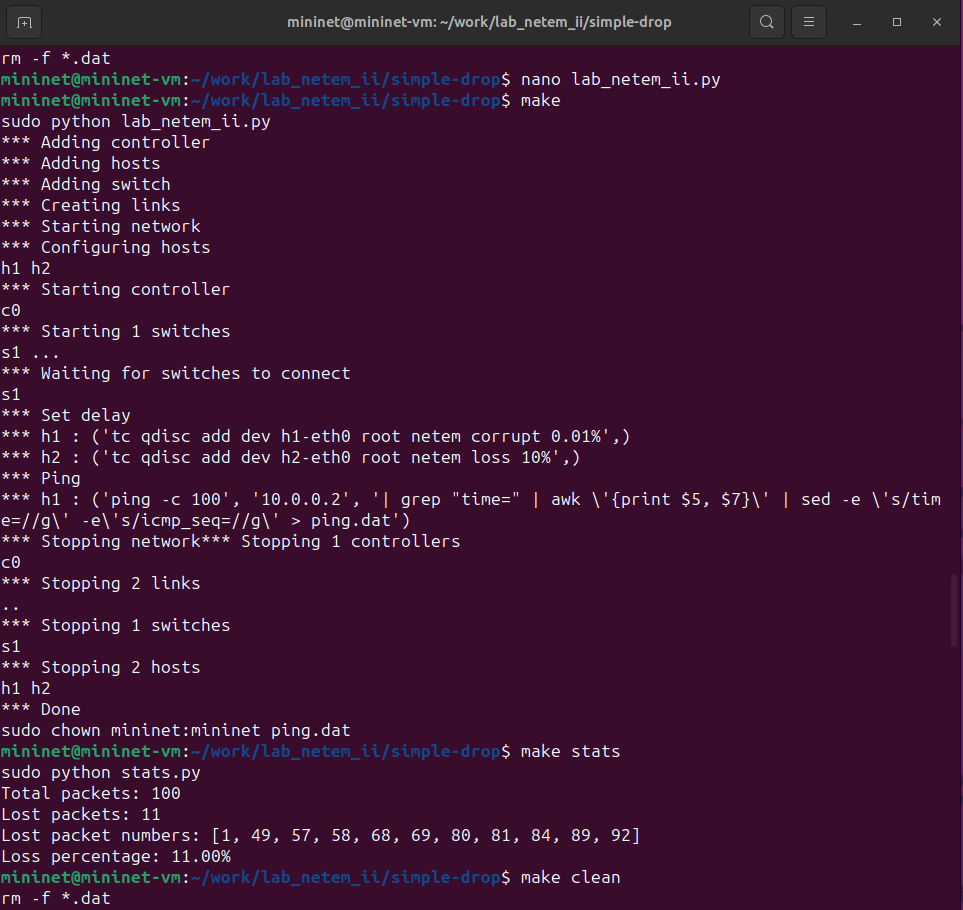 mininet@mininet-vm: ~/work/lab_netem_ii/simple-drop
rm -f *.dat
mininet@mininet-vm:~/work/lab_netem_ii/simple-drop$ nano lab_netem_ii.py
mininet@mininet-vm:~/work/lab_netem_ii/simple-drop$ make
sudo python lab_netem_ii.py
*** Adding controller
*** Adding hosts
*** Adding switch
*** Creating links
*** Starting network
*** Configuring hosts
h1 h2
*** Starting controller
c0
*** Starting 1 switches
s1 ...
*** Waiting for switches to connect
s1
*** Set delay
*** h1 : ('tc qdisc add dev h1-eth0 root netem corrupt 0.01%',)
*** h2 : ('tc qdisc add dev h2-eth0 root netem loss 10%',)
*** Ping
*** h1 : ('ping -c 100', '10.0.0.2', '| grep "time=" | awk \'{print $5, $7}\' | sed -e \'s/tim
e=//g\' -e\'s/icmp_seq=//g\' > ping.dat')
*** Stopping network*** Stopping 1 controllers
c0
*** Stopping 2 links
..
*** Stopping 1 switches
s1
*** Stopping 2 hosts
h1 h2
*** Done
sudo chown mininet:mininet ping.dat
mininet@mininet-vm:~/work/lab_netem_ii/simple-drop$ make stats
sudo python stats.py
Total packets: 100
Lost packets: 11
Lost packet numbers: [1, 49, 57, 58, 68, 69, 80, 81, 84, 89, 92]
Loss percentage: 11.00%
mininet@mininet-vm:~/work/lab_netem_ii/simple-drop$ make clean
rm -f *.dat